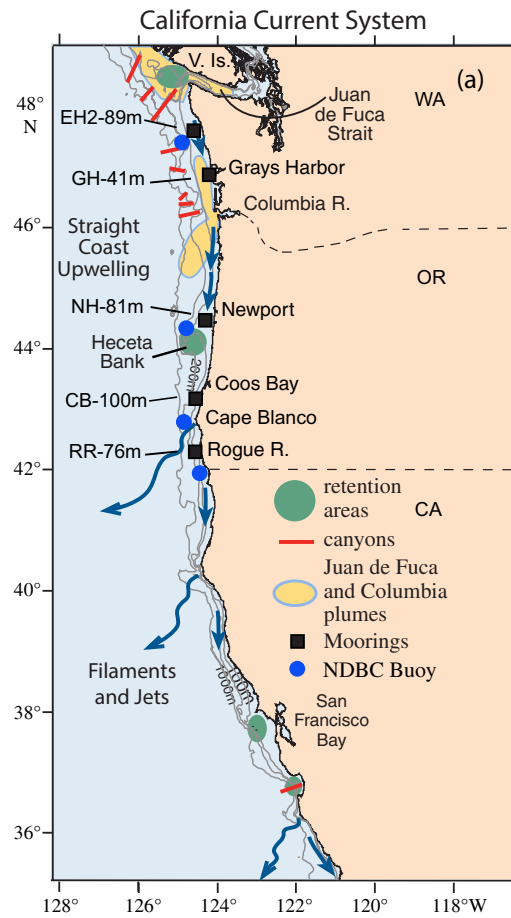 California Current System
(a)
V. Is.
48°
N
WA
Juan
de Fuca
Strait
EH2-89m
Grays Harbor
GH-41m
Columbia R.
46°
Straight
Coast
Upwelling
OR
NH-81m
Newport
44°
Heceta
Bank
200m
Coos Bay
CB-100m
Cape Blanco
RR-76m
Rogue R.
42°
retention
areas
CA
canyons
40°
Juan de Fuca
and Columbia
plumes
Moorings
NDBC Buoy
Filaments
and Jets
100m
1000m
San
Francisco
Bay
38°
36°
128°
126°
124°
122°
120°
118°W